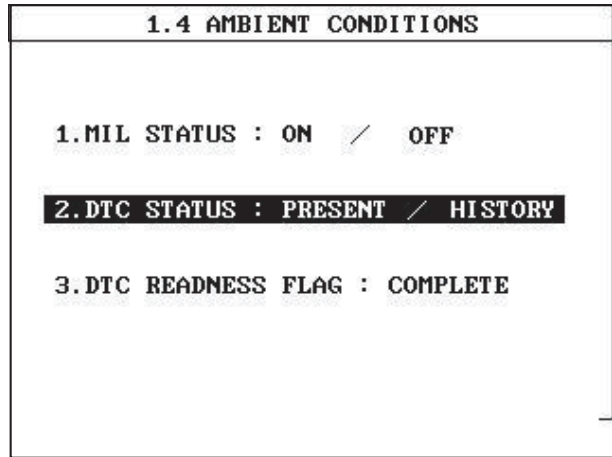 1.4 AMBIENT CONDITIONS
1.MIL STATUS : ON / OFF
2.DTC STATUS : PRESENT / HISTORY
3.DTC READNESS FLAG : COMPLETE